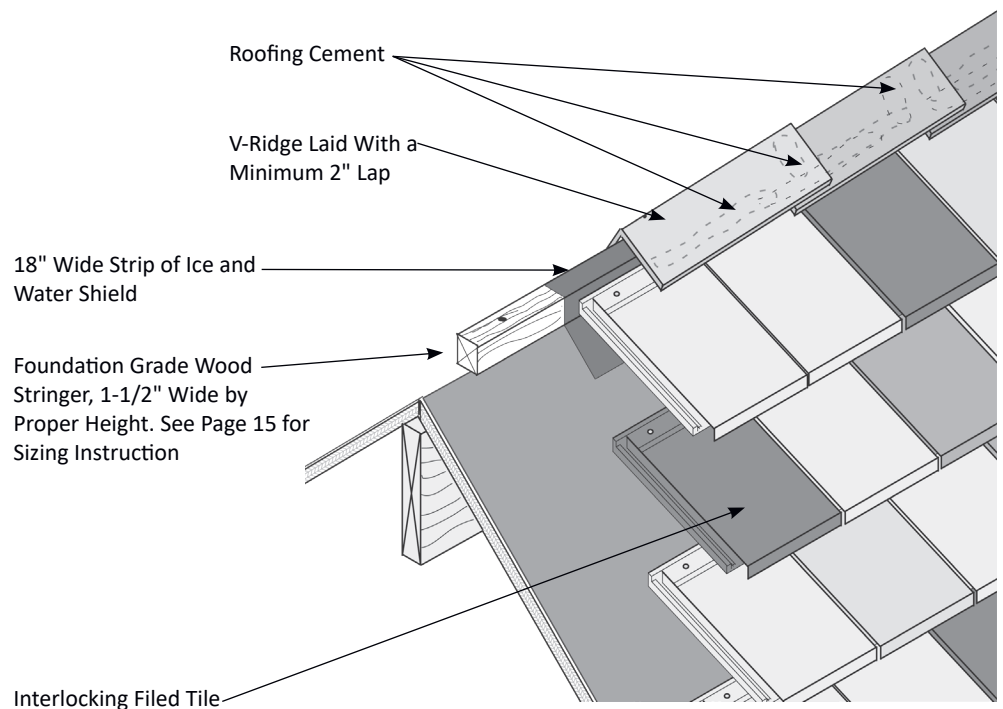 Roofing Cement
V-Ridge Laid With a
Minimum 2" Lap
18" Wide Strip of Ice and
Water Shield
Foundation Grade Wood
Stringer, 1-1/2" Wide by
Proper Height. See Page 15 for
Sizing Instruction
Interlocking Filed Tile